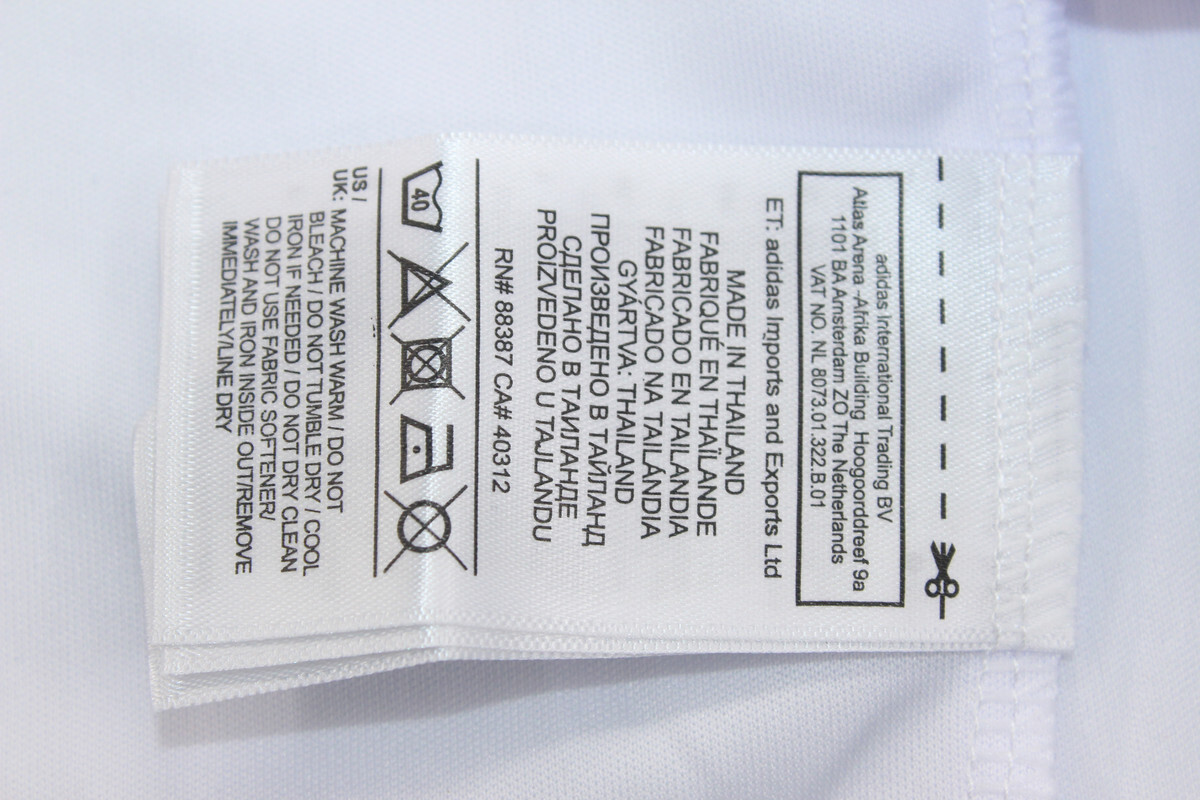 adidas International Trading BV
Atlas Arena -Afrika Building Hoogoorddreef 9a
1101 BA Amsterdam ZO The Netherlands
VAT NO. NL 8073.01.322.B.01
ET: adidas Imports and Exports Ltd
MADE IN THAILAND
FABRIQUÉ EN THAÏLANDE
FABRICADO EN TAILANDIA
FABRICADO NA TAILÂNDIA
GYÁRTVA: THAILAND
ПРОИЗВЕДЕНО В ТАЙЛАНД
СДЕЛАНО В ТАИЛАНДЕ
PROIZVEDENO U TAJLANDU
RN# 88387 CA# 40312
40
US /
UK: MACHINE WASH WARM / DO NOT
BLEACH / DO NOT TUMBLE DRY / COOL
IRON IF NEEDED / DO NOT DRY CLEAN
DO NOT USE FABRIC SOFTENER/
WASH AND IRON INSIDE OUT/REMOVE
IMMEDIATELY/LINE DRY